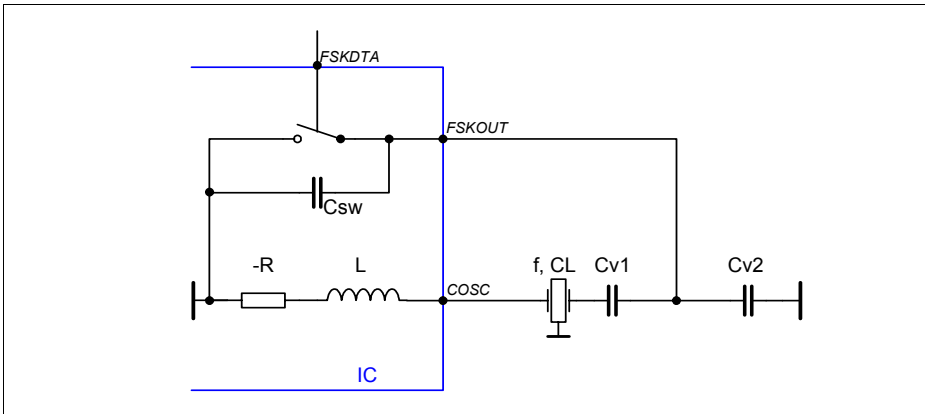 FSKDTA
FSKOUT
Csw
-R L f, CL Cv1 Cv2
COSC
IC